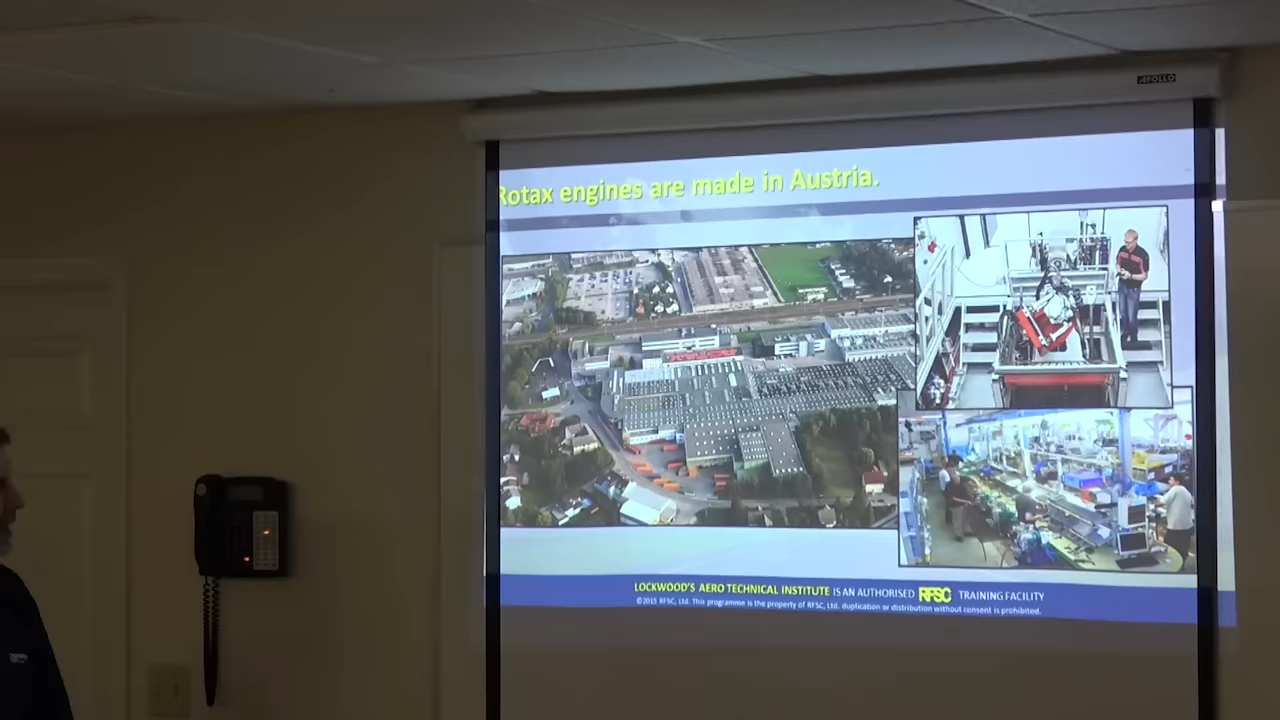 APOLLO
Rotax engines are made in Austria.
ROTAX
LOCKWOOD'S AERO TECHNICAL INSTITUTE IS AN AUTHORISED RFSC TRAINING FACILITY
©2015 RFSC, Ltd. This programme is the property of RFSC, Ltd. duplication or distribution without consent is prohibited.